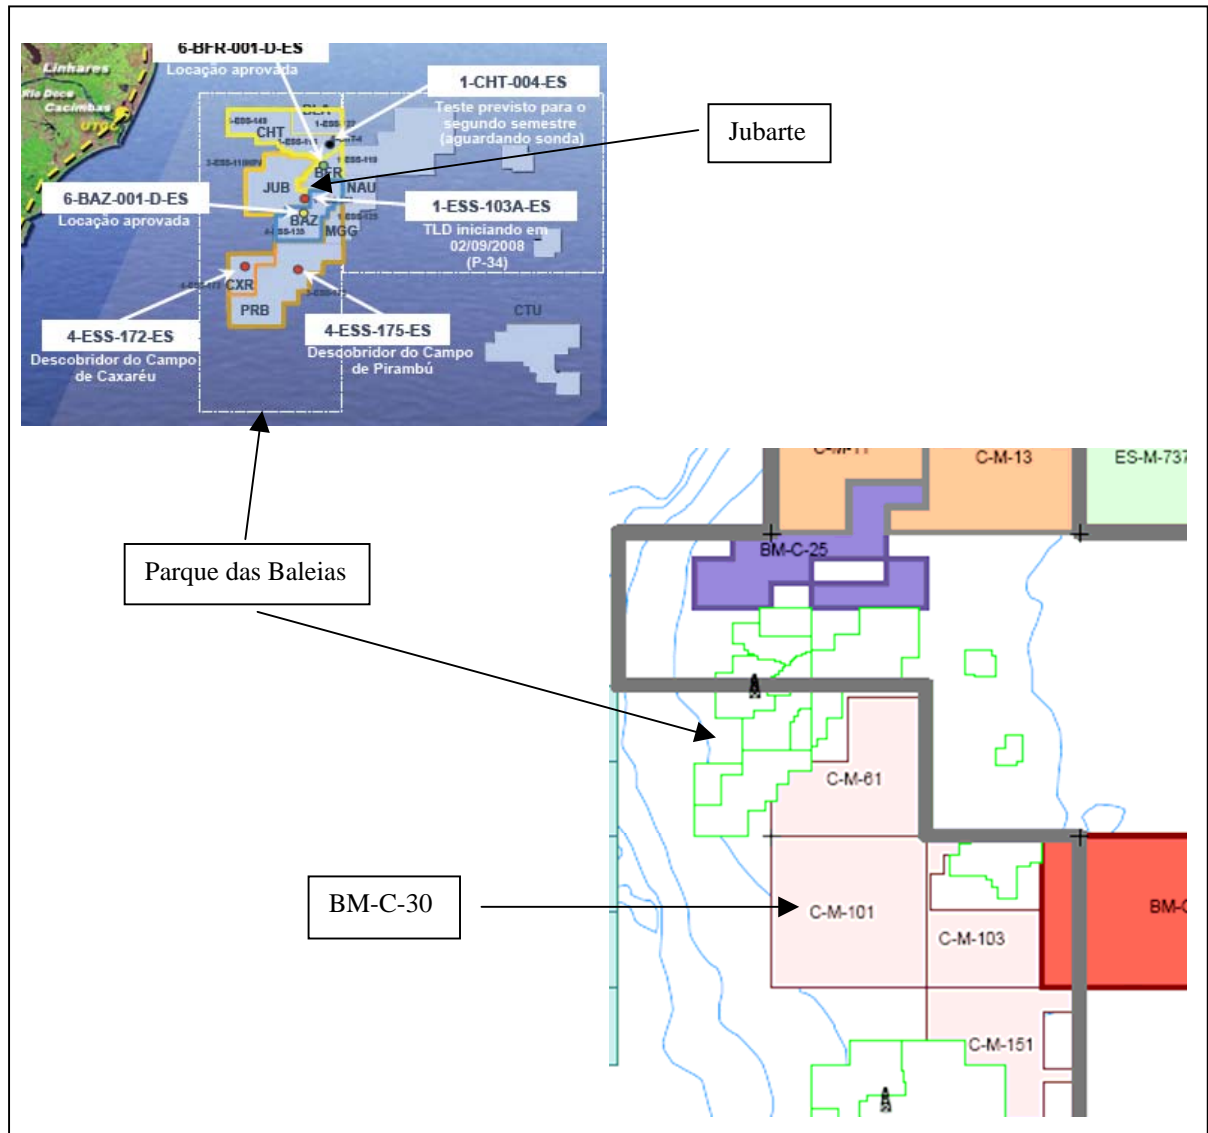 6-BFR-001-D-ES
Locação aprovada
Linhares
Rio Doce
Cacimbas
UTGC
1-CHT-004-ES
Teste previsto para o
segundo semestre
(aguardando sonda)
Jubarte
BLA
CHT
BFR
JUB
NAU
6-BAZ-001-D-ES
Locação aprovada
BAZ
MGG
1-ESS-103A-ES
TLD iniciando em
02/09/2008
(P-34)
CXR
PRB
CTU
4-ESS-172-ES
Descobridor do Campo
de Caxaréu
4-ESS-175-ES
Descobridor do Campo
de Pirambú
C-M-11
C-M-13
ES-M-737
BM-C-25
Parque das Baleias
C-M-61
BM-C-30
C-M-101
C-M-103
BM-C
C-M-151